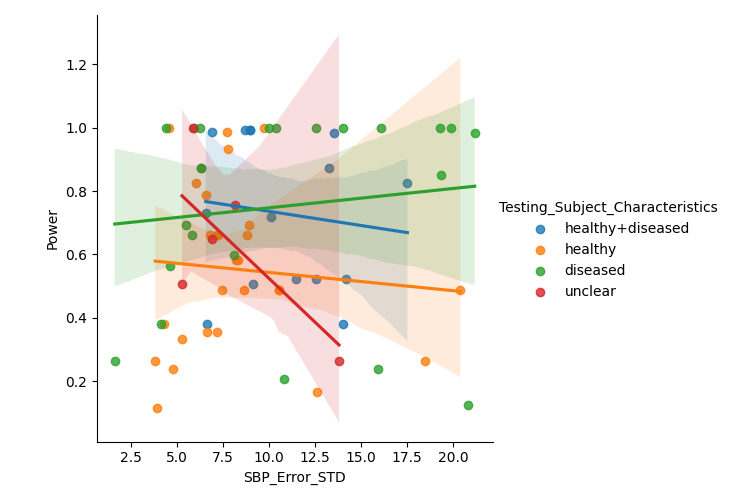 1.2
1.0
0.8
0.6
0.4
0.2
Power
2.5 5.0 7.5 10.0 12.5 15.0 17.5 20.0
SBP_Error_STD
Testing_Subject_Characteristics
healthy+diseased
healthy
diseased
unclear